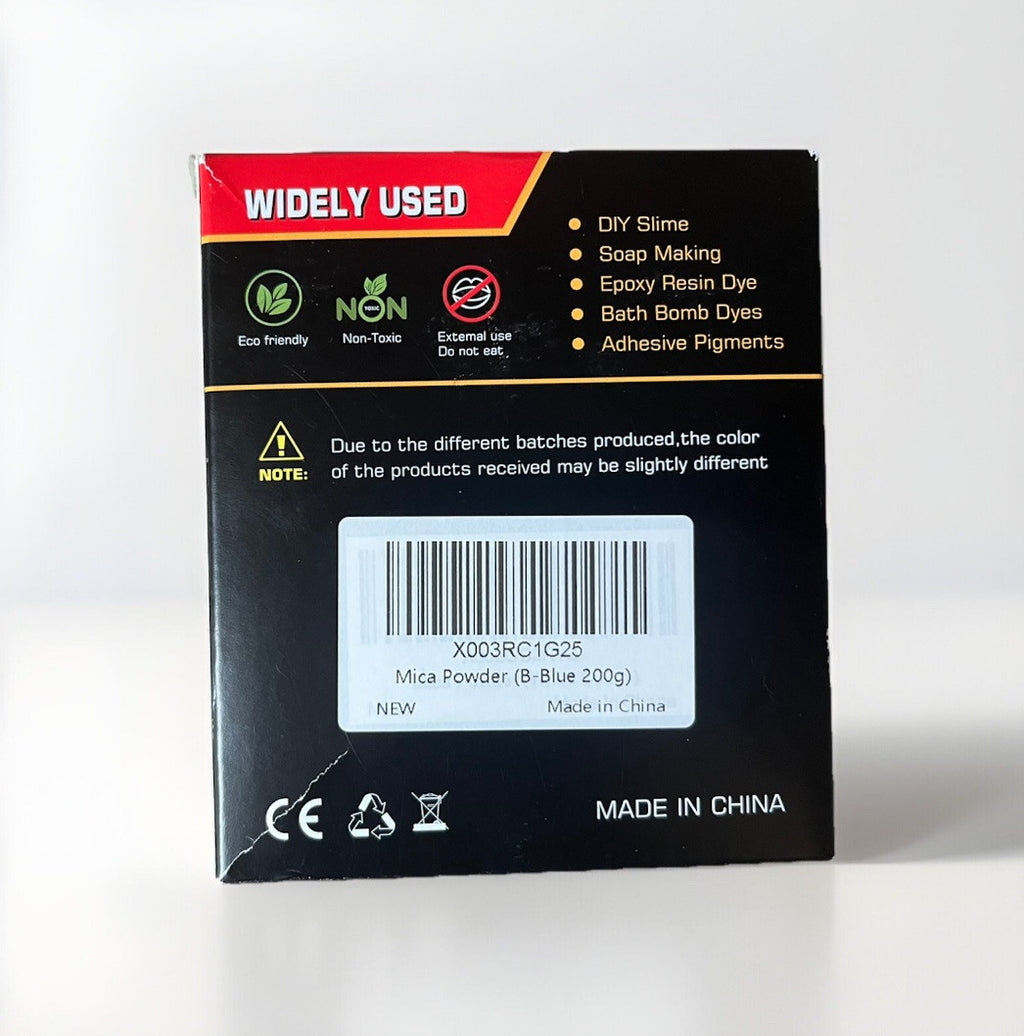 WIDELY USED
DIY Slime
Soap Making
Epoxy Resin Dye
Bath Bomb Dyes
Adhesive Pigments
Eco friendly
NON
TOXIC
Non-Toxic
External use
Do not eat
NOTE:
Due to the different batches produced,the color
of the products received may be slightly different
X003RC1G25
Mica Powder (B-Blue 200g)
NEW
Made in China
CE
MADE IN CHINA